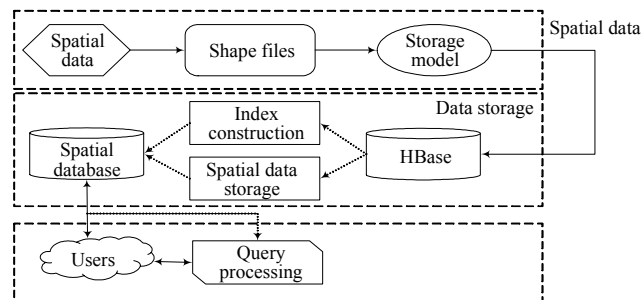 Spatial
data
Shape files
Storage
model
Spatial data
Data storage
Index
construction
Spatial
database
HBase
Spatial data
storage
Users
Query
processing